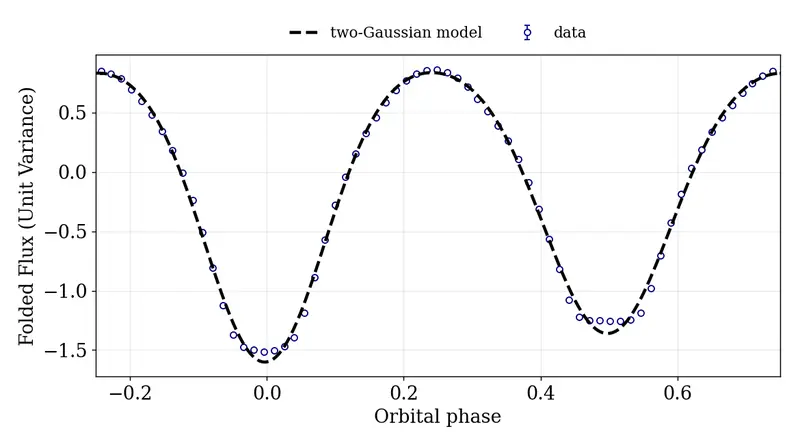 two-Gaussian model
data
Folded Flux (Unit Variance)
0.5
0.0
−0.5
−1.0
−1.5
−0.2
0.0
0.2
0.4
0.6
Orbital phase